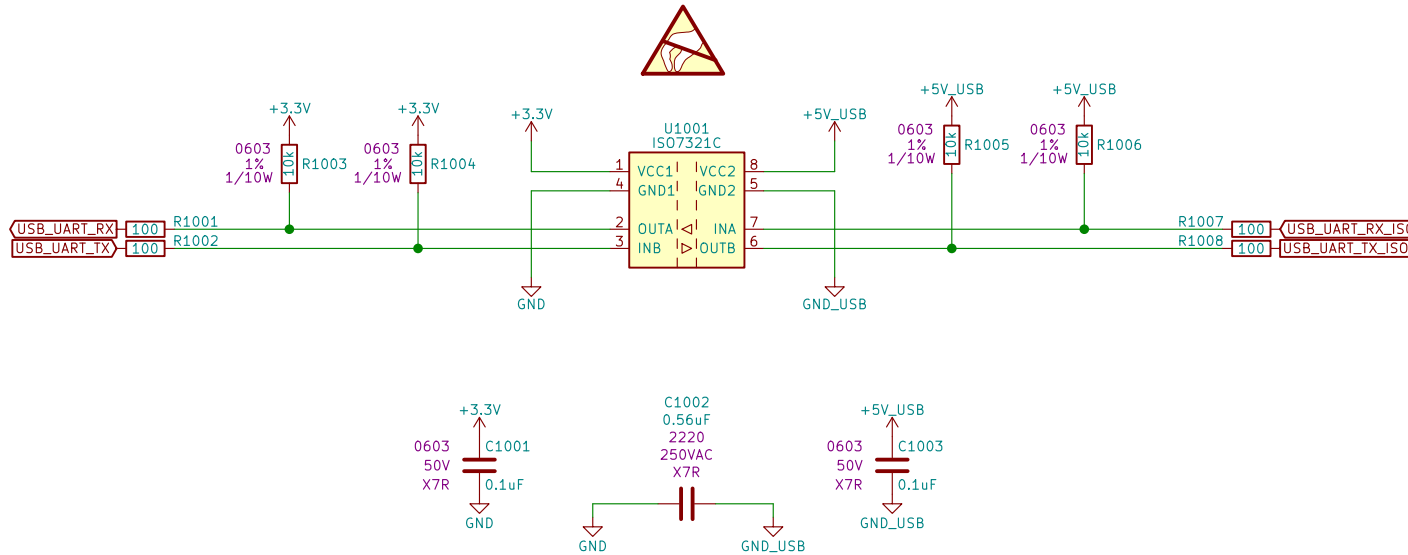 +3.3V
0603
1%
1/10W
10k
R1003
+3.3V
0603
1%
1/10W
10k
R1004
+3.3V
U1001
ISO7321C
+5V_USB
1 VCC1 VCC2 8
4 GND1 GND2 5
2 OUTA INA 7
3 INB OUTB 6
+5V_USB
0603
1%
1/10W
10k
R1005
+5V_USB
0603
1%
1/10W
10k
R1006
USB_UART_RX 100 R1001
USB_UART_TX 100 R1002
R1007 100 USB_UART_RX_ISO
R1008 100 USB_UART_TX_ISO
GND
GND_USB
+3.3V
0603 C1001
50V
X7R 0.1uF
GND
C1002
0.56uF
2220
250VAC
X7R
GND
GND_USB
+5V_USB
0603 C1003
50V
X7R 0.1uF
GND_USB